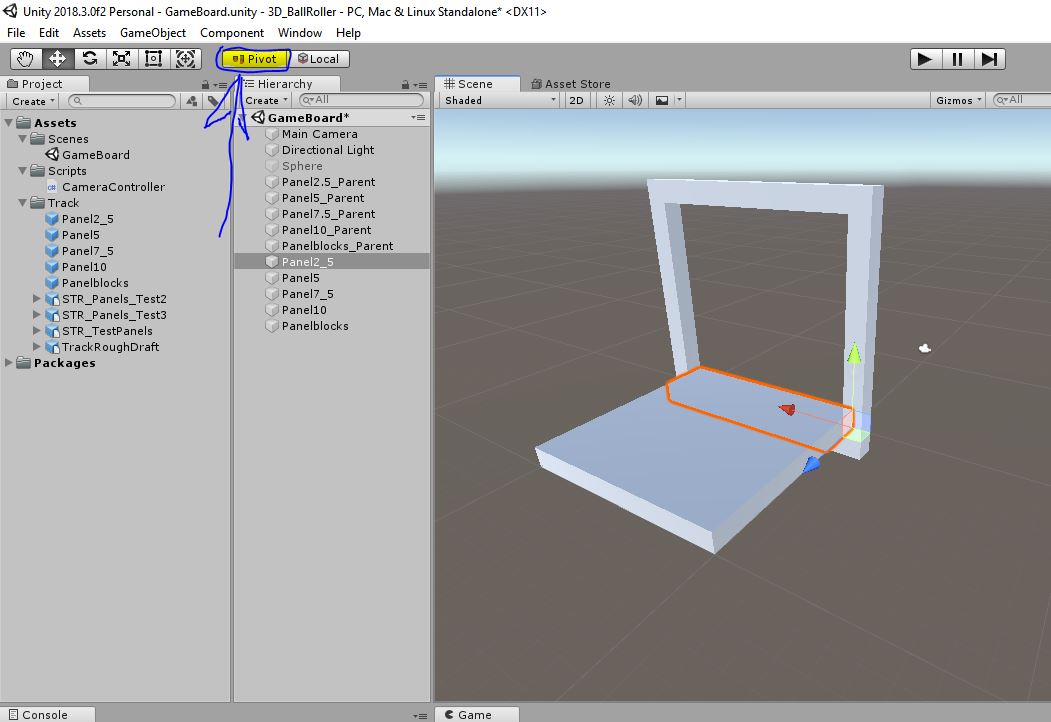 Unity 2018.3.0f2 Personal - GameBoard.unity - 3D_BallRoller - PC, Mac & Linux Standalone* <DX11>
File Edit Assets GameObject Component Window Help
Pivot Local
Project
Create
Assets
Scenes
GameBoard
Scripts
CameraController
Track
Panel2_5
Panel5
Panel7_5
Panel10
Panelblocks
STR_Panels_Test2
STR_Panels_Test3
STR_TestPanels
TrackRoughDraft
Packages
Hierarchy
Create All
GameBoard*
Main Camera
Directional Light
Sphere
Panel2.5_Parent
Panel5_Parent
Panel7.5_Parent
Panel10_Parent
Panelblocks_Parent
Panel2_5
Panel5
Panel7_5
Panel10
Panelblocks
Scene Asset Store
Shaded 2D Gizmos All
Console
Game